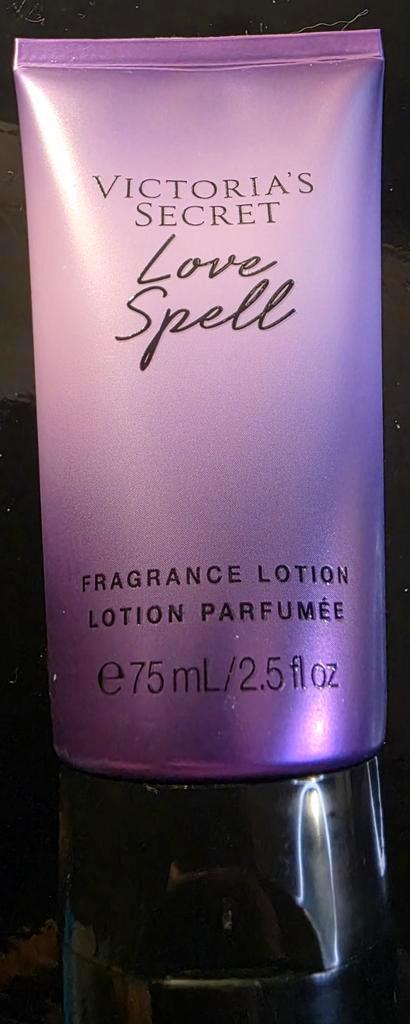 VICTORIA'S
SECRET
Love
Spell
FRAGRANCE LOTION
LOTION PARFUMÉE
℮75 mL/2.5 fl oz